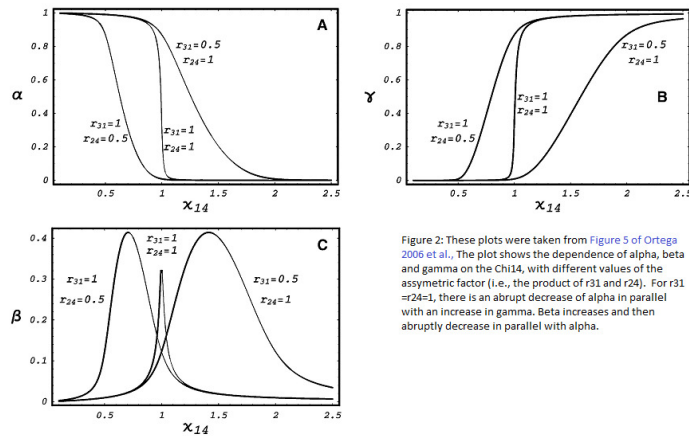 1
0.8
0.6
0.4
0.2
0
α
A
r31=0.5
r24=1
r31=1
r24=0.5
r31=1
r24=1
0.5
1
1.5
2
2.5
χ14
1
0.8
0.6
0.4
0.2
0
γ
B
r31=0.5
r24=1
r31=1
r24=1
r31=1
r24=0.5
0.5
1
1.5
2
2.5
χ14
0.4
0.3
0.2
0.1
0
β
C
r31=1
r24=1
r31=1
r24=0.5
r31=0.5
r24=1
0.5
1
1.5
2
2.5
χ14
Figure 2: These plots were taken from Figure 5 of Ortega
2006 et al., The plot shows the dependence of alpha, beta
and gamma on the Chi14, with different values of the
assymetric factor (i.e., the product of r31 and r24). For r31
=r24=1, there is an abrupt decrease of alpha in parallel
with an increase in gamma. Beta increases and then
abruptly decrease in parallel with alpha.